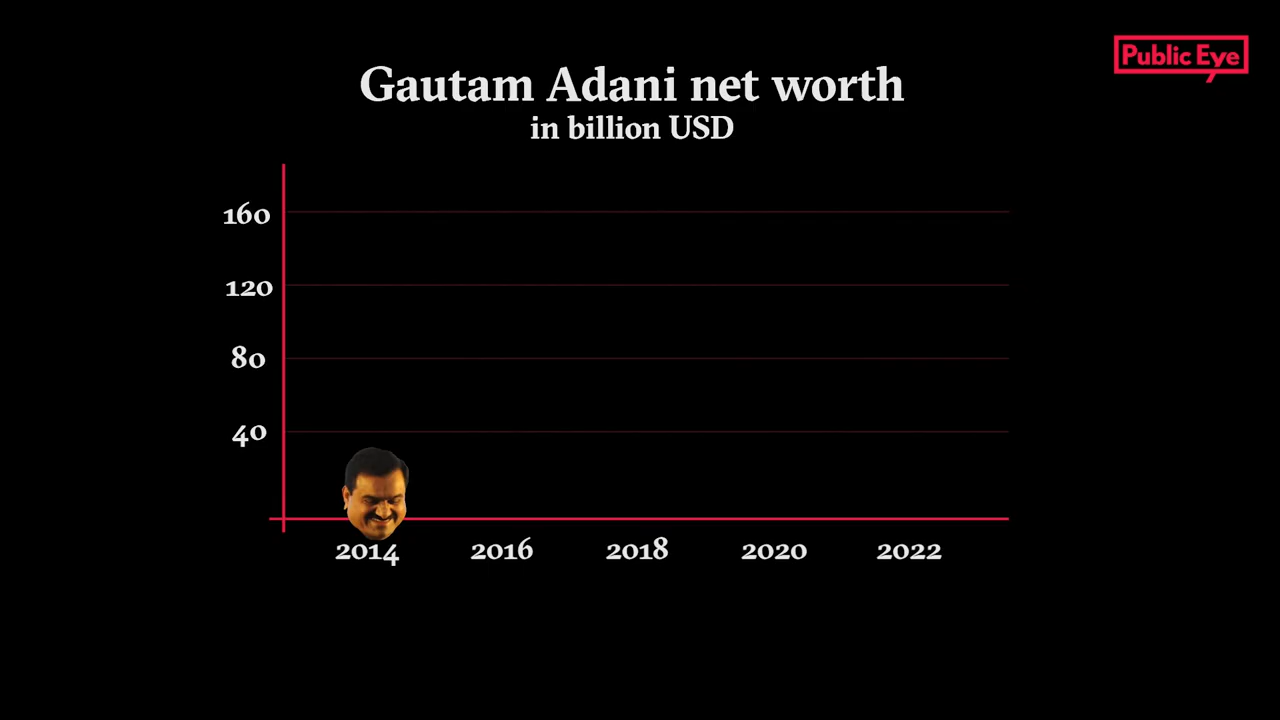 Public Eye
Gautam Adani net worth
in billion USD
160
120
80
40
2014 2016 2018 2020 2022